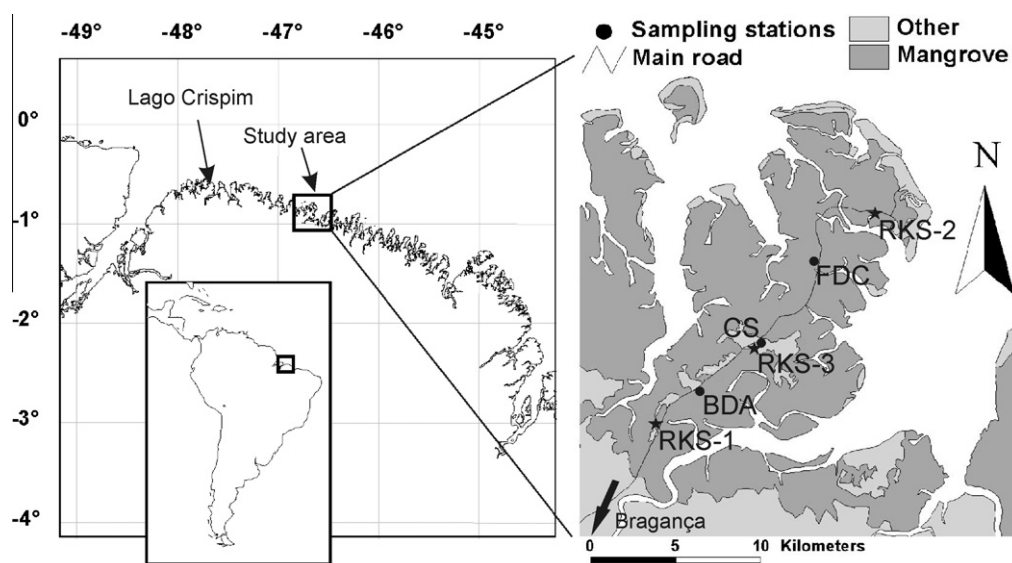 -49° -48° -47° -46° -45°
0°
-1°
-2°
-3°
-4°
Lago Crispim
Study area
Sampling stations
Main road
Other
Mangrove
N
RKS-2
FDC
CS
RKS-3
BDA
RKS-1
Bragança
0 5 10 Kilometers